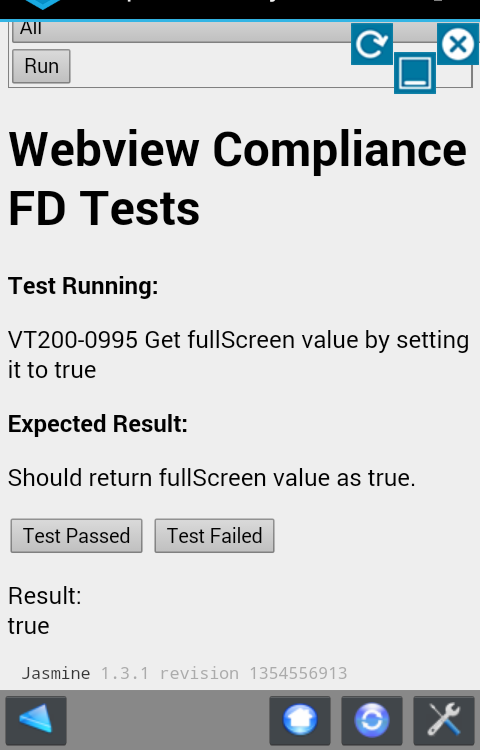 All
Run
Webview Compliance
FD Tests
Test Running:
VT200-0995 Get fullScreen value by setting
it to true
Expected Result:
Should return fullScreen value as true.
Test Passed Test Failed
Result:
true
Jasmine 1.3.1 revision 1354556913